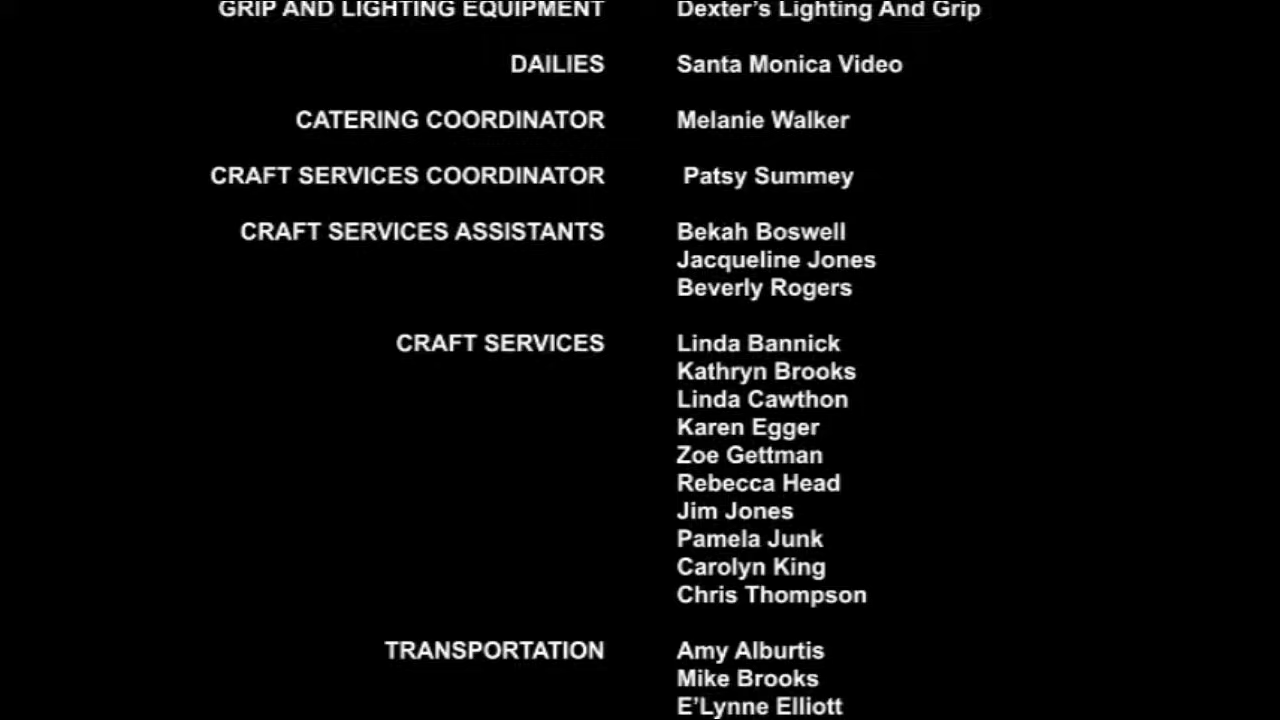 GRIP AND LIGHTING EQUIPMENT Dexter's Lighting And Grip
DAILIES Santa Monica Video
CATERING COORDINATOR Melanie Walker
CRAFT SERVICES COORDINATOR Patsy Summey
CRAFT SERVICES ASSISTANTS Bekah Boswell
Jacqueline Jones
Beverly Rogers
CRAFT SERVICES Linda Bannick
Kathryn Brooks
Linda Cawthon
Karen Egger
Zoe Gettman
Rebecca Head
Jim Jones
Pamela Junk
Carolyn King
Chris Thompson
TRANSPORTATION Amy Alburtis
Mike Brooks
E'Lynne Elliott